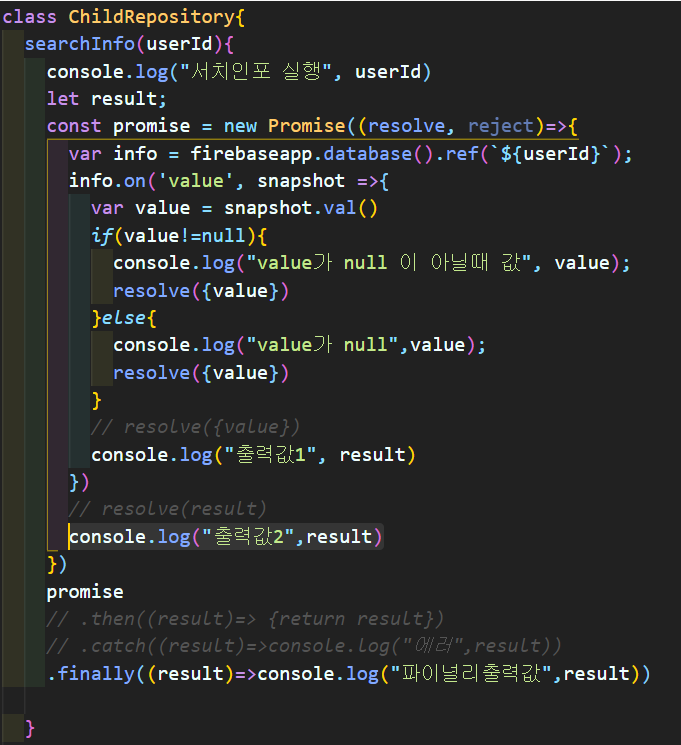 class ChildRepository{
searchInfo(userId){
console.log("서치인포 실행", userId)
let result;
const promise = new Promise((resolve, reject)=>{
var info = firebaseapp.database().ref(`${userId}`);
info.on('value', snapshot =>{
var value = snapshot.val()
if(value!=null){
console.log("value가 null 이 아닐때 값", value);
resolve({value})
}else{
console.log("value가 null",value);
resolve({value})
}
// resolve({value})
console.log("출력값1", result)
})
// resolve(result)
console.log("출력값2",result)
})
promise
// .then((result)=> {return result})
// .catch((result)=>console.log("에러",result))
.finally((result)=>console.log("파이널리출력값",result))
}